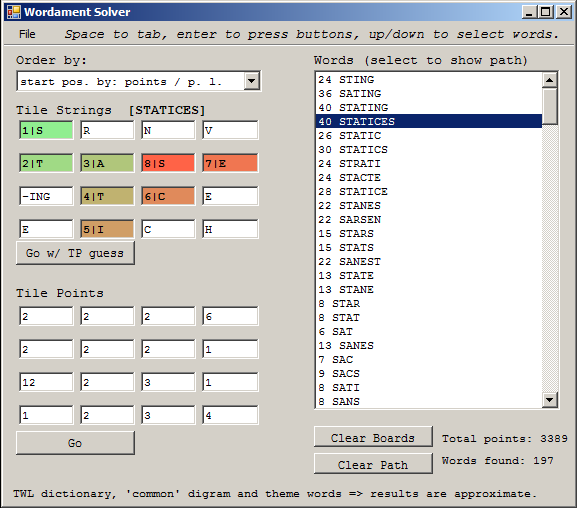 Wordament Solver
File Space to tab, enter to press buttons, up/down to select words.
Order by:
start pos. by: points / p. l.
Tile Strings [STATICES]
1|S R N V
2|T 3|A 8|S 7|E
-ING 4|T 6|C E
E 5|I C H
Go w/ TP guess
Tile Points
2 2 2 6
2 2 2 1
12 2 3 1
1 2 3 4
Go
Words (select to show path)
24 STING
36 SATING
40 STATING
40 STATICES
26 STATIC
30 STATICS
24 STRATI
24 STACTE
28 STATICE
22 STANES
22 SARSEN
15 STARS
15 STATS
22 SANEST
13 STATE
13 STANE
8 STAR
8 STAT
6 SAT
13 SANES
7 SAC
9 SACS
8 SATI
8 SANS
Clear Boards Total points: 3389
Clear Path Words found: 197
TWL dictionary, 'common' digram and theme words => results are approximate.